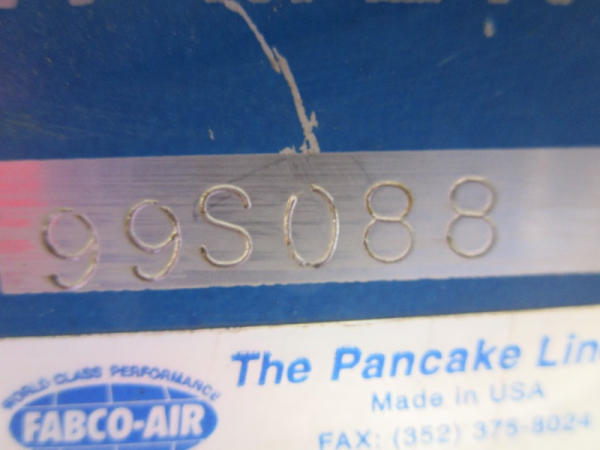 99S088
WORLD CLASS PERFORMANCE
FABCO-AIR
The Pancake Lin
Made in USA
FAX: (352) 375-8024